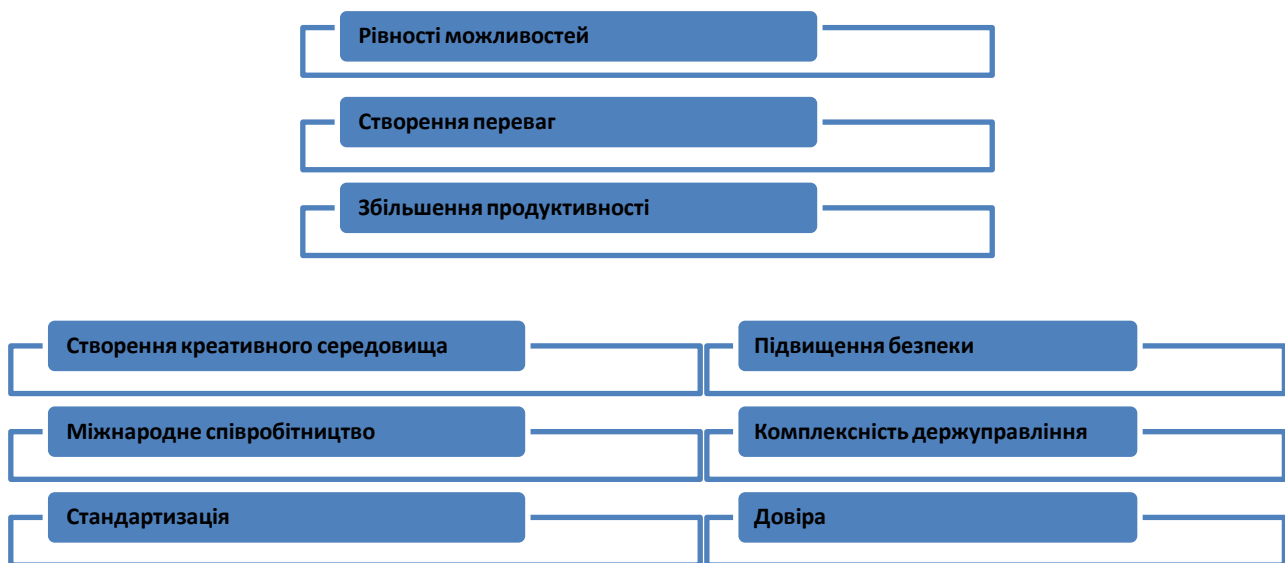 Рівності можливостей
Створення переваг
Збільшення продуктивності
Створення креативного середовища
Підвищення безпеки
Міжнародне співробітництво
Комплексність держуправління
Стандартизація
Довіра